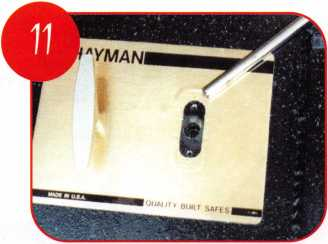 11
HAYMAN
MADE IN U.S.A.
QUALITY BUILT SAFES